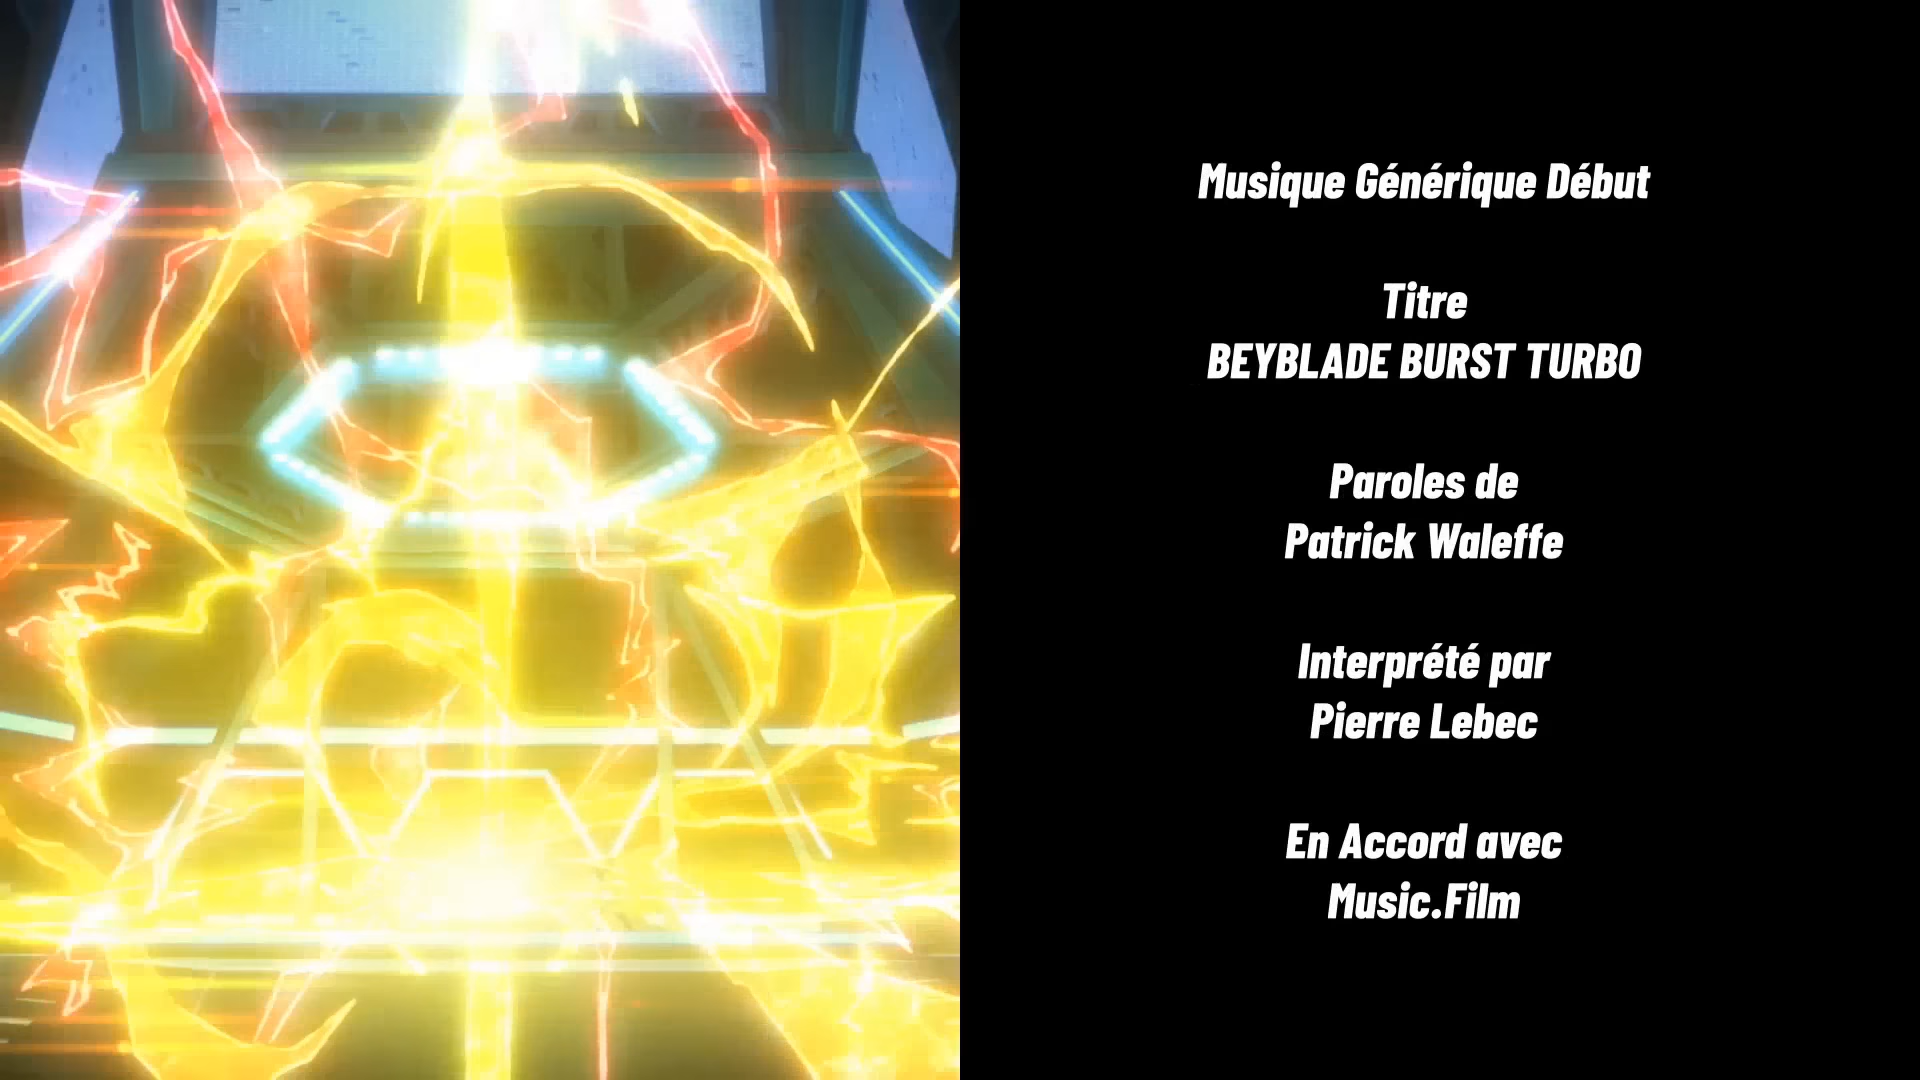 Musique Générique Début
Titre
BEYBLADE BURST TURBO
Paroles de
Patrick Waleffe
Interprété par
Pierre Lebec
En Accord avec
Music.Film